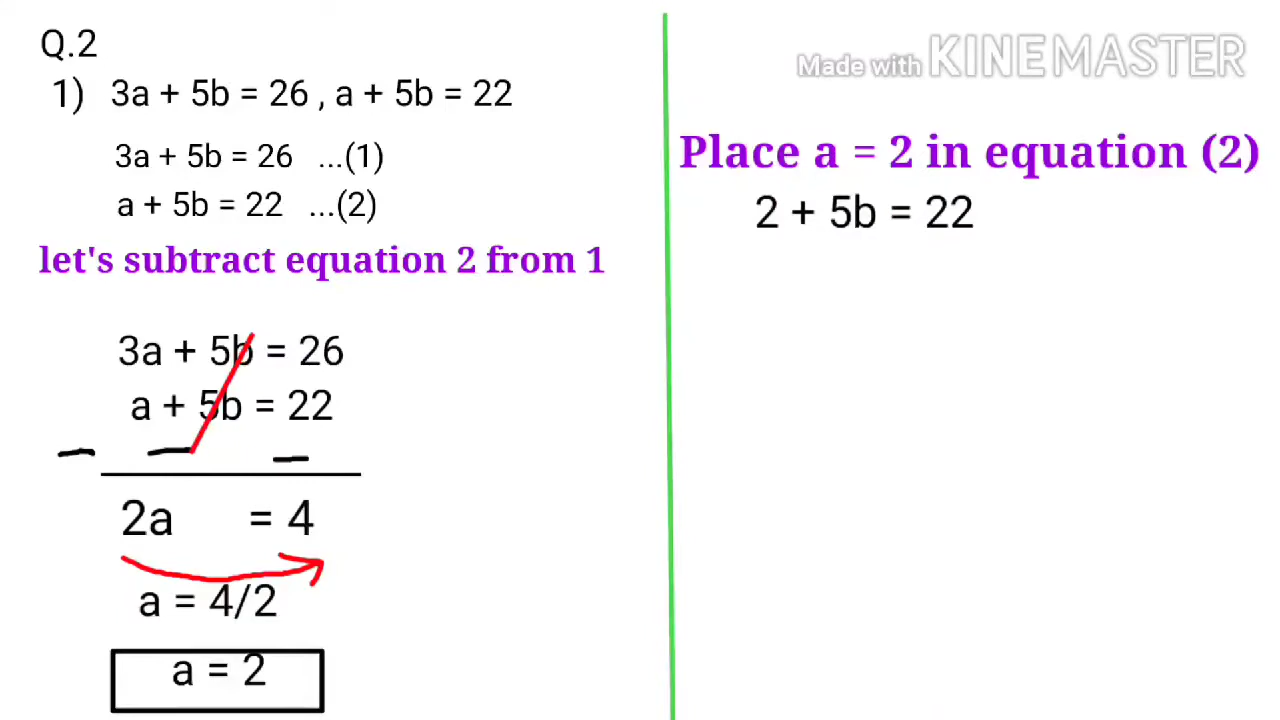 Q.2
1) 3a + 5b = 26 , a + 5b = 22
3a + 5b = 26 ...(1)
a + 5b = 22 ...(2)
let's subtract equation 2 from 1
3a + 5b = 26
a + 5b = 22
− − −
2a = 4
a = 4/2
a = 2
Made with KINEMASTER
Place a = 2 in equation (2)
2 + 5b = 22